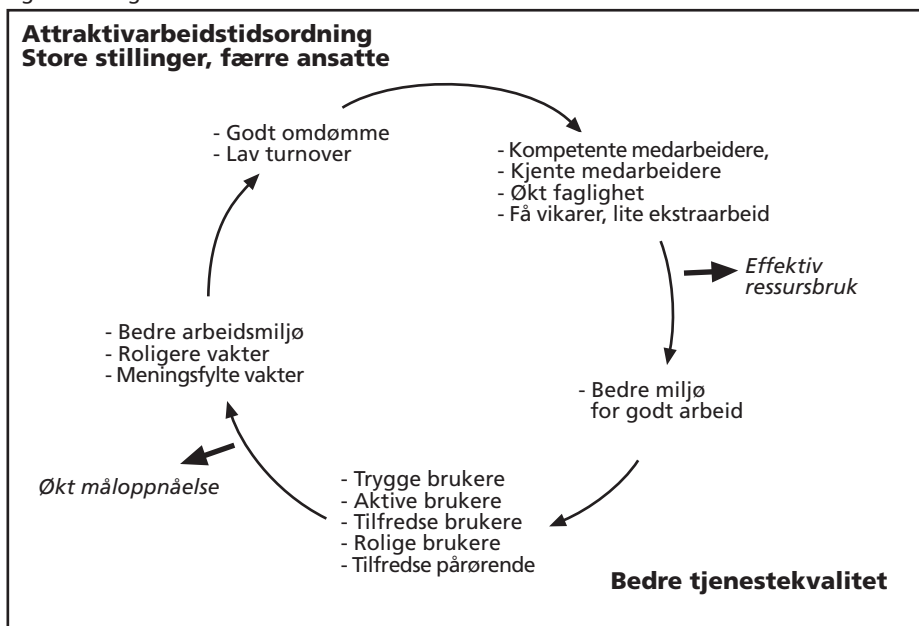 Attraktivarbeidstidsordning
Store stillinger, færre ansatte
- Godt omdømme
- Lav turnover
- Kompetente medarbeidere,
- Kjente medarbeidere
- Økt faglighet
- Få vikarer, lite ekstraarbeid
Effektiv
ressursbruk
- Bedre miljø
for godt arbeid
- Trygge brukere
- Aktive brukere
- Tilfredse brukere
- Rolige brukere
- Tilfredse pårørende
Økt måloppnåelse
- Bedre arbeidsmiljø
- Roligere vakter
- Meningsfylte vakter
Bedre tjenestekvalitet